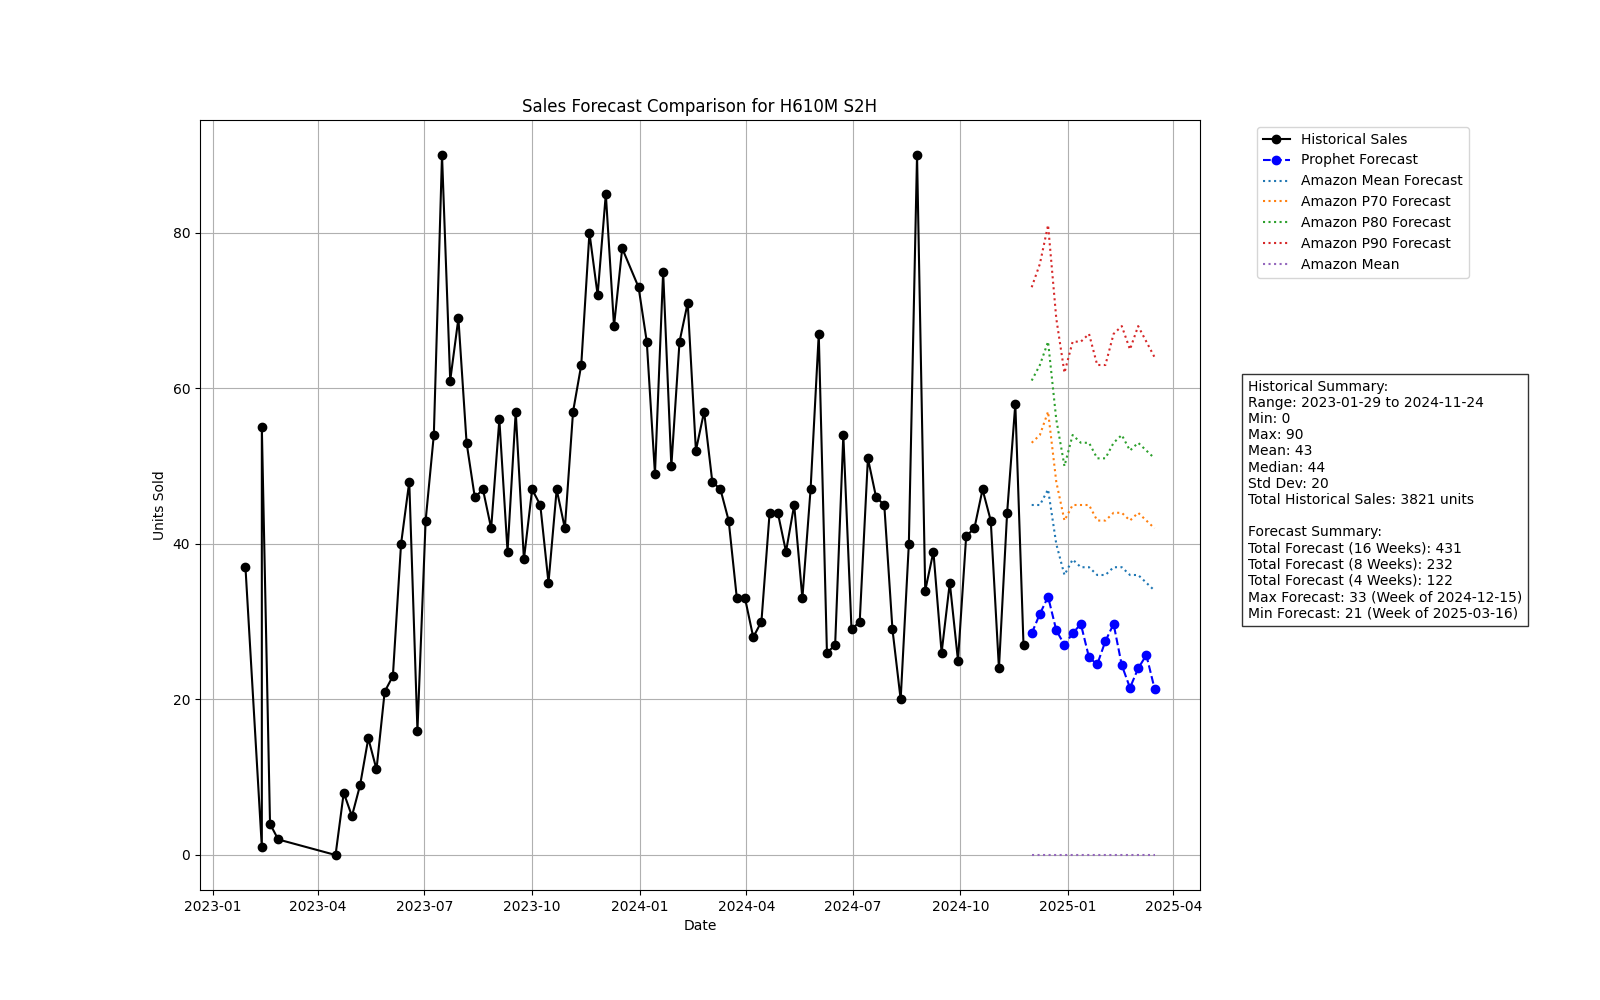 Sales Forecast Comparison for H610M S2H
Units Sold
80
60
40
20
0
2023-01
2023-04
2023-07
2023-10
2024-01
2024-04
2024-07
2024-10
2025-01
2025-04
Date
Historical Sales
Prophet Forecast
Amazon Mean Forecast
Amazon P70 Forecast
Amazon P80 Forecast
Amazon P90 Forecast
Amazon Mean
Historical Summary:
Range: 2023-01-29 to 2024-11-24
Min: 0
Max: 90
Mean: 43
Median: 44
Std Dev: 20
Total Historical Sales: 3821 units
Forecast Summary:
Total Forecast (16 Weeks): 431
Total Forecast (8 Weeks): 232
Total Forecast (4 Weeks): 122
Max Forecast: 33 (Week of 2024-12-15)
Min Forecast: 21 (Week of 2025-03-16)